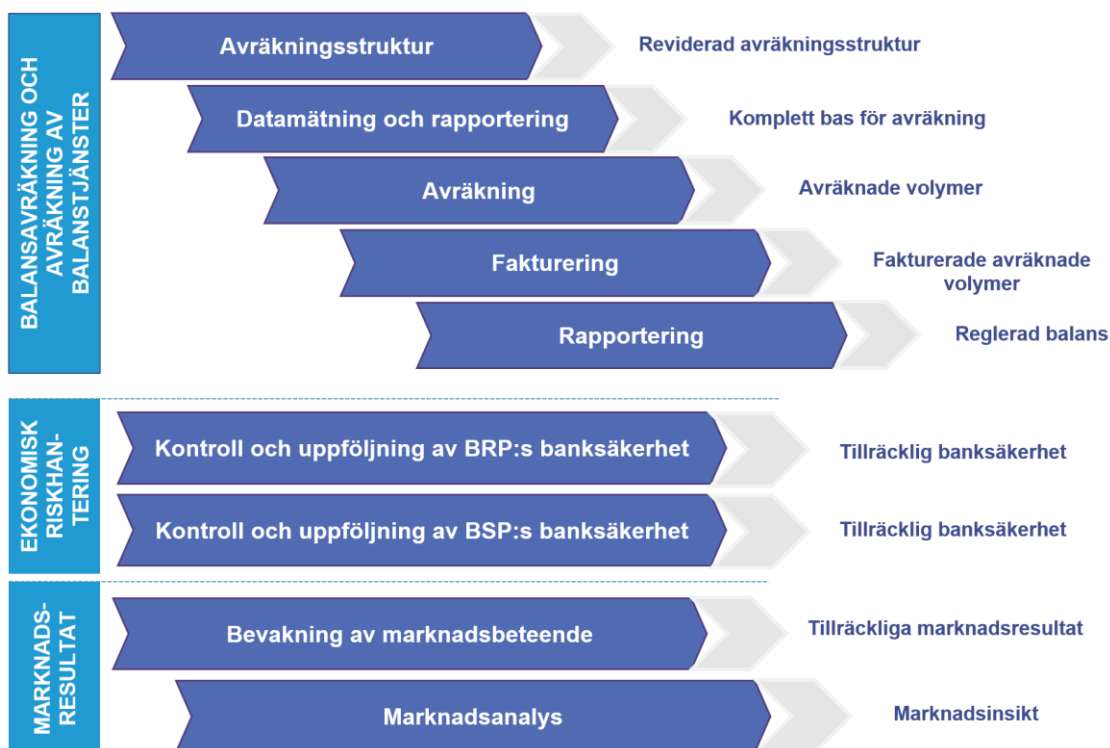 BALANSAVRÄKNING OCH
AVRÄKNING AV
BALANSTJÄNSTER
Avräkningsstruktur
Reviderad avräkningsstruktur
Datamätning och rapportering
Komplett bas för avräkning
Avräkning
Avräknade volymer
Fakturering
Fakturerade avräknade
volymer
Rapportering
Reglerad balans
EKONOMISK
RISKHAN-
TERING
Kontroll och uppföljning av BRP:s banksäkerhet
Tillräcklig banksäkerhet
Kontroll och uppföljning av BSP:s banksäkerhet
Tillräcklig banksäkerhet
MARKNADS-
RESULTAT
Bevakning av marknadsbeteende
Tillräckliga marknadsresultat
Marknadsanalys
Marknadsinsikt